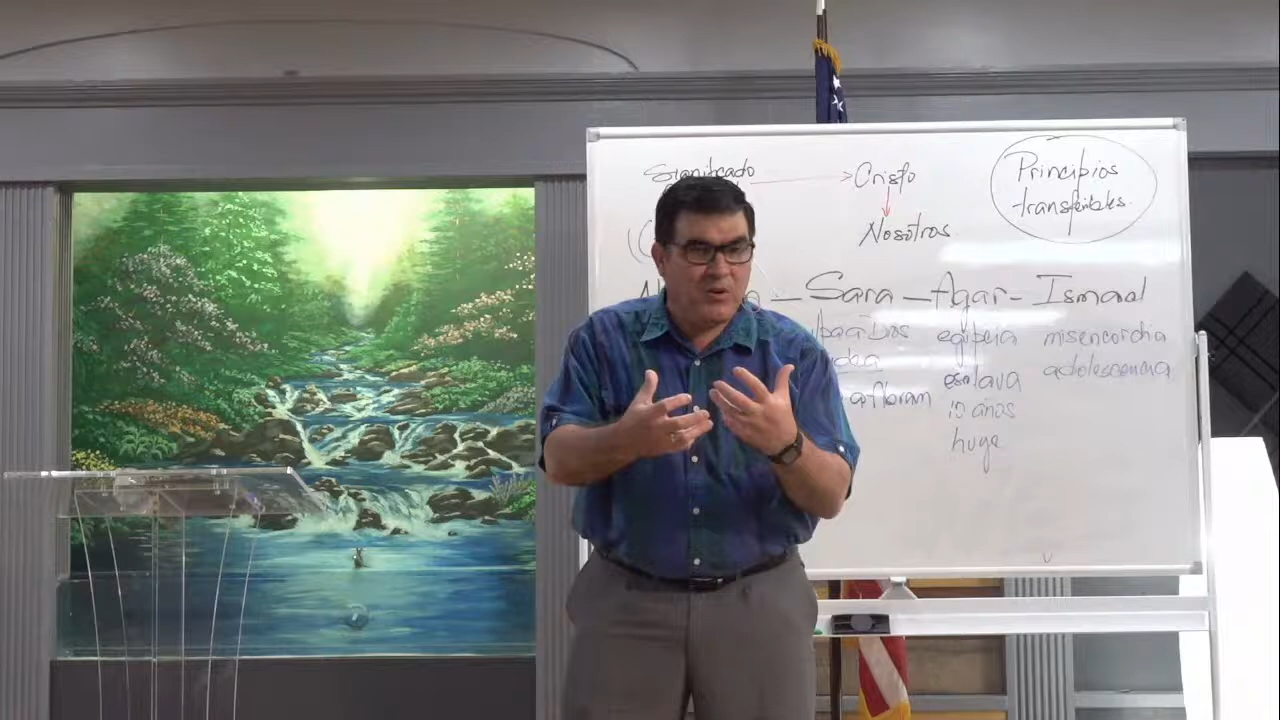 Significado Cristo
Nosotros.
Principios
transferibles.
- Sara - Agar - Ismael
egipcia misericordia
esclava adolescencia
10 años
huye